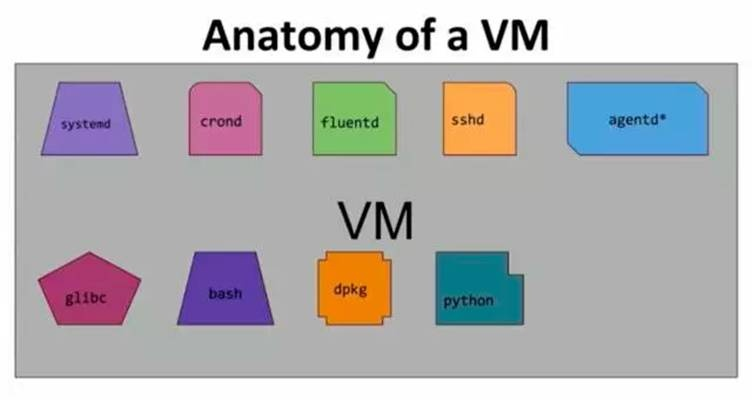 Anatomy of a VM
systemd
crond
fluentd
sshd
agentd*
VM
glibc
bash
dpkg
python